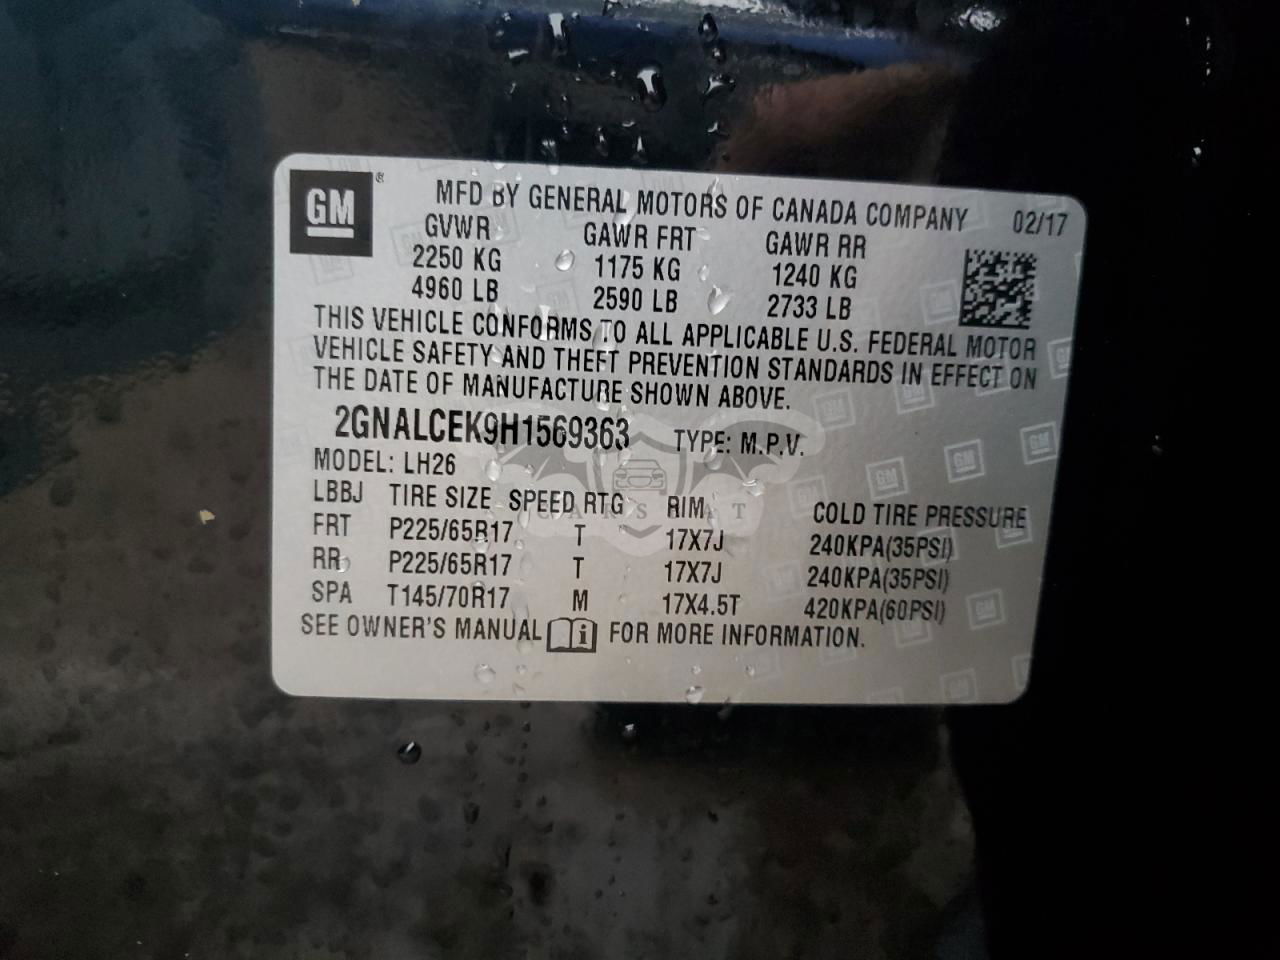 GM ®
MFD BY GENERAL MOTORS OF CANADA COMPANY 02/17
GVWR GAWR FRT GAWR RR
2250 KG 1175 KG 1240 KG
4960 LB 2590 LB 2733 LB
THIS VEHICLE CONFORMS TO ALL APPLICABLE U.S. FEDERAL MOTOR
VEHICLE SAFETY AND THEFT PREVENTION STANDARDS IN EFFECT ON
THE DATE OF MANUFACTURE SHOWN ABOVE.
2GNALCEK9H1569363 TYPE: M.P.V.
MODEL: LH26
LBBJ TIRE SIZE SPEED RTG RIM COLD TIRE PRESSURE
FRT P225/65R17 T 17X7J 240KPA(35PSI)
RR P225/65R17 T 17X7J 240KPA(35PSI)
SPA T145/70R17 M 17X4.5T 420KPA(60PSI)
SEE OWNER'S MANUAL i FOR MORE INFORMATION.